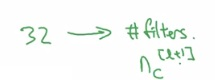 32 → # filters.
n_c^[l+1]